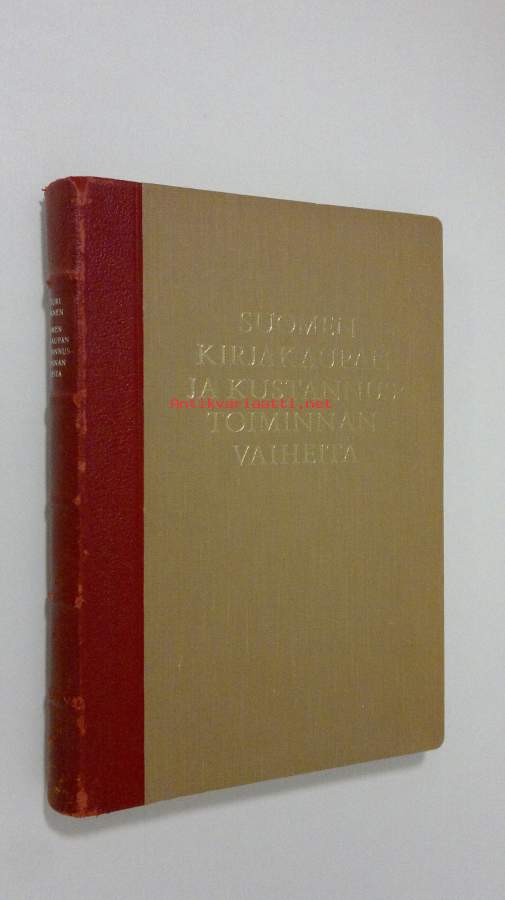 SUOMEN
KIRJAKAUPAN
JA KUSTANNUS-
TOIMINNAN
VAIHEITA
Antikvariaatti.net